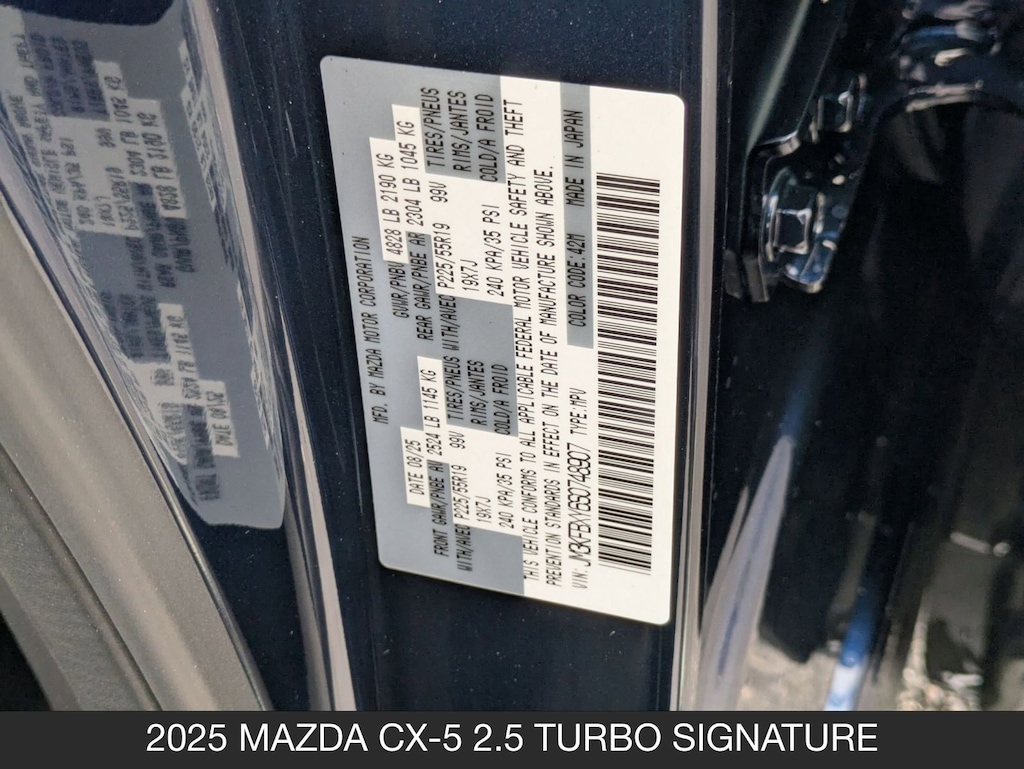 MFD. BY MAZDA MOTOR CORPORATION
DATE 08/25 GVWR/PNBV 4828 LB 2190 KG
FRONT GAWR/PNBE AV 2524 LB 1145 KG REAR GAWR/PNBE AR 2304 LB 1045 KG
WITH/AVEC P225/55R19 99V TIRES/PNEUS WITH/AVEC P225/55R19 99V TIRES/PNEUS
19X7J RIMS/JANTES 19X7J RIMS/JANTES
240 KPA/35 PSI COLD/A FROID 240 KPA/35 PSI COLD/A FROID
THIS VEHICLE CONFORMS TO ALL APPLICABLE FEDERAL MOTOR VEHICLE SAFETY AND THEFT
PREVENTION STANDARDS IN EFFECT ON THE DATE OF MANUFACTURE SHOWN ABOVE.
VIN: JM3KFBXY6S0748907 TYPE:MPV COLOR CODE:42M MADE IN JAPAN
2025 MAZDA CX-5 2.5 TURBO SIGNATURE